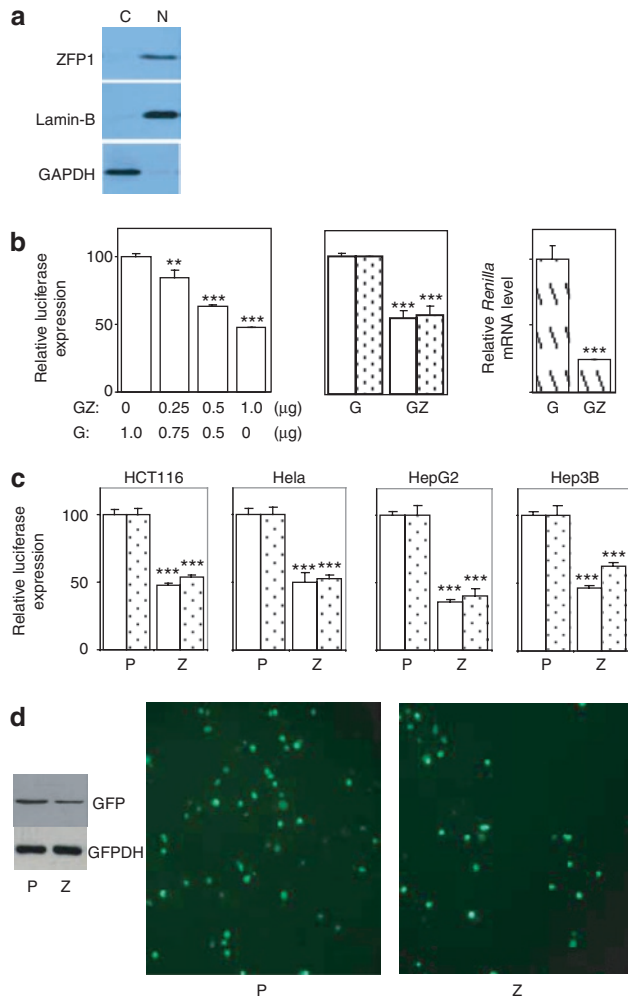 a
C N
ZFP1
Lamin-B
GAPDH
b
Relative luciferase expression
100
50
0
** *** ***
GZ: 0 0.25 0.5 1.0 (µg)
G: 1.0 0.75 0.5 0 (µg)
*** ***
G GZ
Relative Renilla mRNA level
***
G GZ
c
HCT116 Hela HepG2 Hep3B
Relative luciferase expression
100
50
0
*** *** *** *** *** *** *** ***
P Z P Z P Z P Z
d
GFP
GFPDH
P Z
P Z